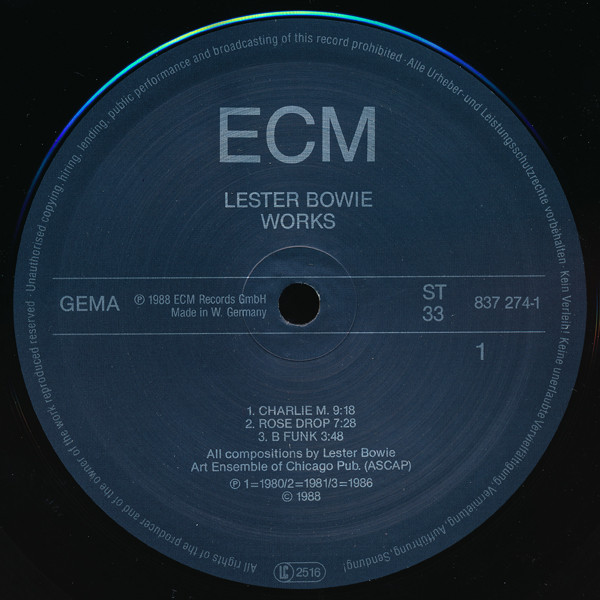 ECM
LESTER BOWIE
WORKS
GEMA
℗ 1988 ECM Records GmbH
Made in W. Germany
ST
33
837 274-1
1
1. CHARLIE M. 9:18
2. ROSE DROP 7:28
3. B FUNK 3:48
All compositions by Lester Bowie
Art Ensemble of Chicago Pub. (ASCAP)
℗ 1=1980/2=1981/3=1986
© 1988
LC 2516
All rights of the producer and of the owner of the work reproduced reserved · Unauthorised copying, hiring, lending, public performance and broadcasting of this record prohibited · Alle Urheber- und Leistungsschutzrechte vorbehalten · Kein Verleih! Keine unerlaubte Vervielfältigung, Vermietung, Aufführung, Sendung!